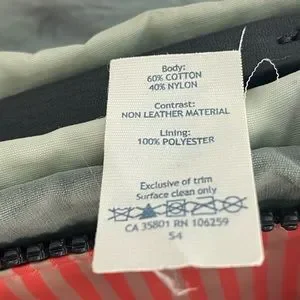 Body:
60% COTTON
40% NYLON
Contrast:
NON LEATHER MATERIAL
Lining:
100% POLYESTER
Exclusive of trim
Surface clean only
CA 35801 RN 106259
54